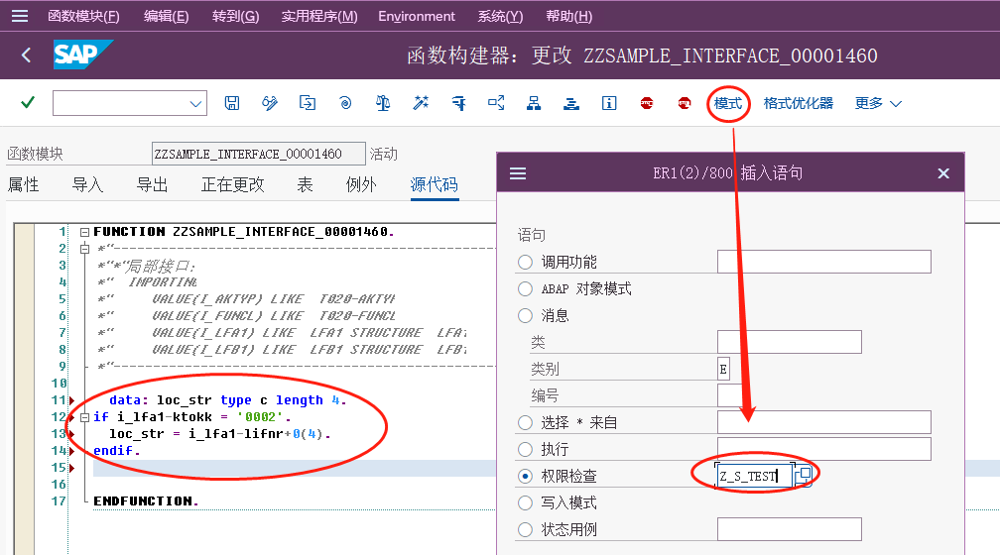 函数模块(F) 编辑(E) 转到(G) 实用程序(M) Environment 系统(Y) 帮助(H)
SAP 函数构建器：更改 ZZSAMPLE_INTERFACE_00001460
模式 格式优化器 更多
函数模块 ZZSAMPLE_INTERFACE_00001460 活动
属性 导入 导出 正在更改 表 例外 源代码
1 FUNCTION ZZSAMPLE_INTERFACE_00001460.
2 *"----------------------------------------------------------
3 *"*"局部接口：
4 *" IMPORTING
5 *" VALUE(I_AKTYP) LIKE T020-AKTYP
6 *" VALUE(I_FUNCL) LIKE T020-FUNCL
7 *" VALUE(I_LFA1) LIKE LFA1 STRUCTURE LFA1
8 *" VALUE(I_LFB1) LIKE LFB1 STRUCTURE LFB1
9 *"----------------------------------------------------------
10
11 data: loc_str type c length 4.
12 if i_lfa1-ktokk = '0002'.
13 loc_str = i_lfa1-lifnr+0(4).
14 endif.
15
16
17 ENDFUNCTION.
ER1(2)/800 插入语句
语句
调用功能
ABAP 对象模式
消息
类
类别 E
编号
选择 * 来自
执行
权限检查 Z_S_TEST
写入模式
状态用例